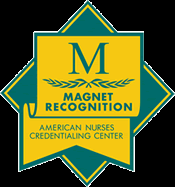 M
MAGNET
RECOGNITION
AMERICAN NURSES
CREDENTIALING CENTER